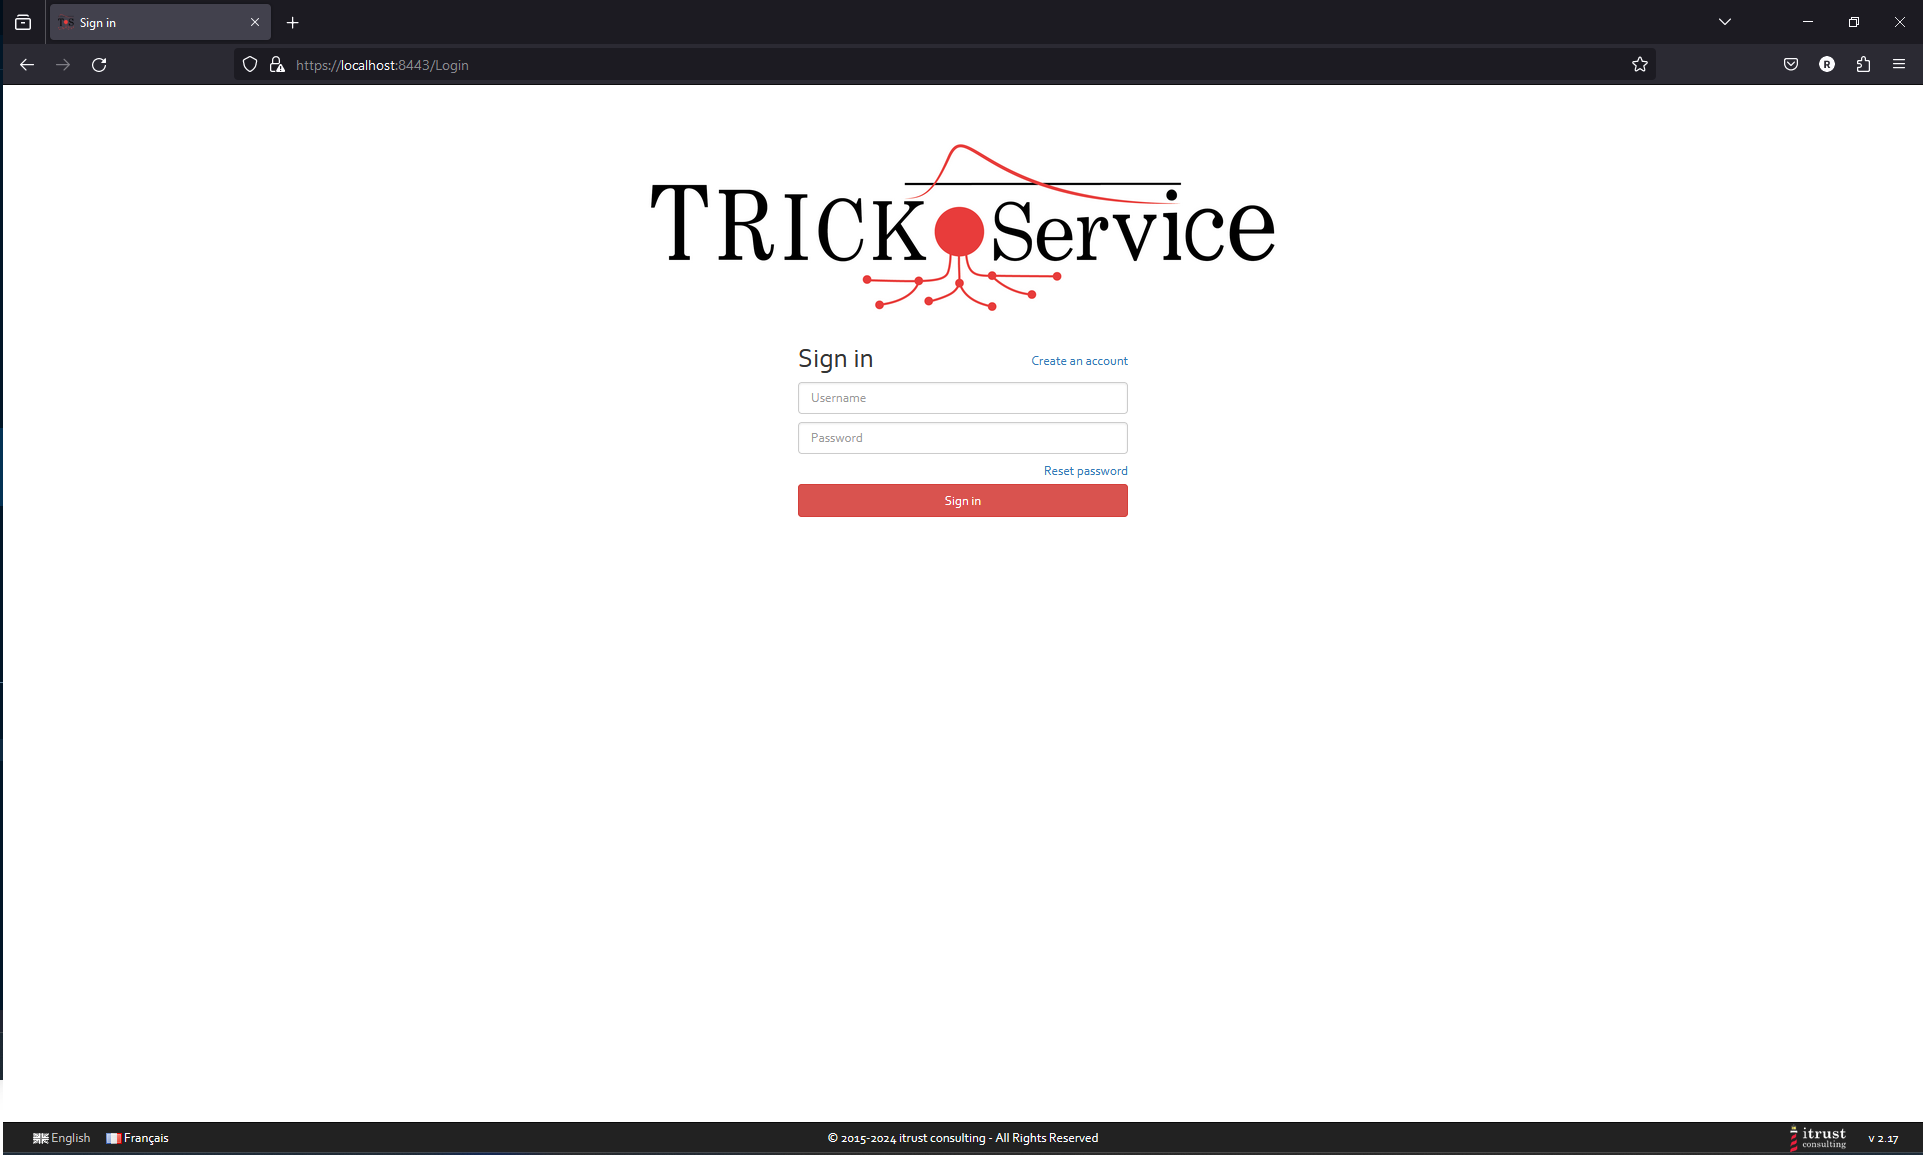 Sign in
https://localhost:8443/Login
TRICK Service
Sign in
Create an account
Username
Password
Reset password
Sign in
English
Français
© 2015-2024 itrust consulting - All Rights Reserved
itrust
consulting
v 2.17